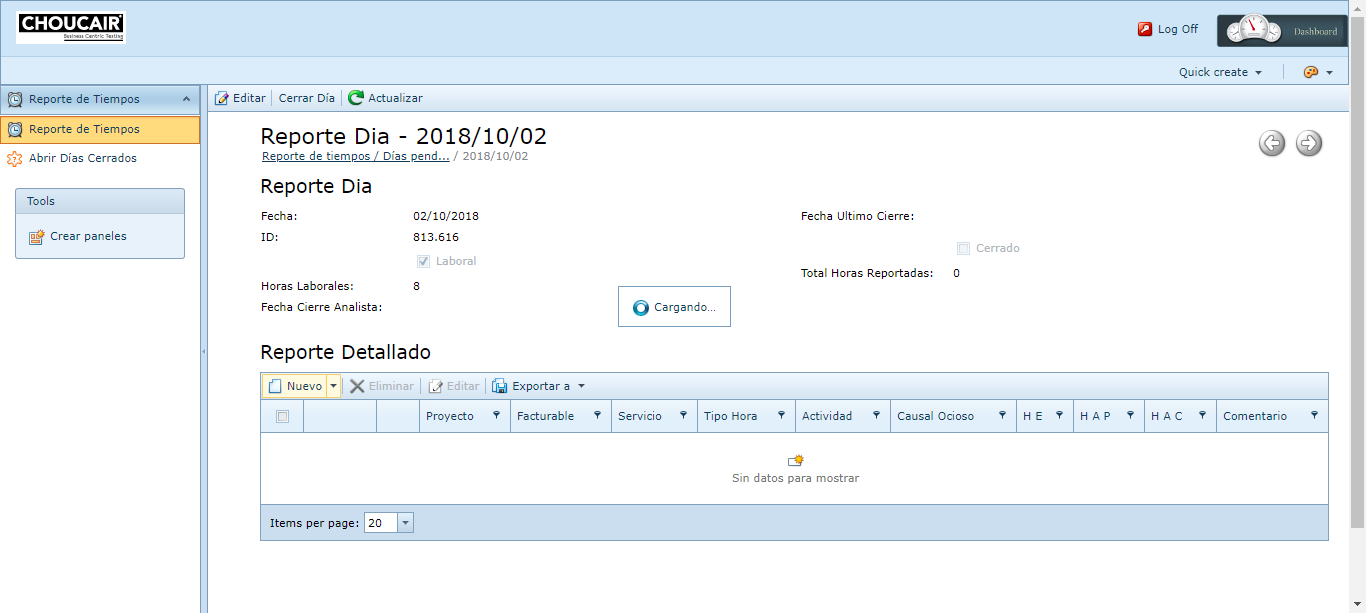 CHOUCAIR
Business Centric Testing
Log Off
Dashboard
Quick create
Reporte de Tiempos
Reporte de Tiempos
Abrir Días Cerrados
Tools
Crear paneles
Editar
Cerrar Día
Actualizar
Reporte Dia - 2018/10/02
Reporte de tiempos / Días pend... / 2018/10/02
Reporte Dia
Fecha: 02/10/2018
Fecha Ultimo Cierre:
ID: 813.616
Cerrado
Laboral
Total Horas Reportadas: 0
Horas Laborales: 8
Fecha Cierre Analista:
Cargando...
Reporte Detallado
Nuevo Eliminar Editar Exportar a
Proyecto Facturable Servicio Tipo Hora Actividad Causal Ocioso H E H A P H A C Comentario
Sin datos para mostrar
Items per page: 20